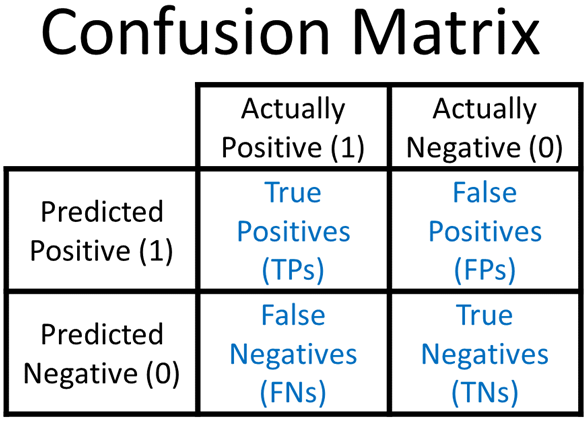 Confusion Matrix
Actually
Positive (1)
Actually
Negative (0)
Predicted
Positive (1)
True
Positives
(TPs)
False
Positives
(FPs)
Predicted
Negative (0)
False
Negatives
(FNs)
True
Negatives
(TNs)